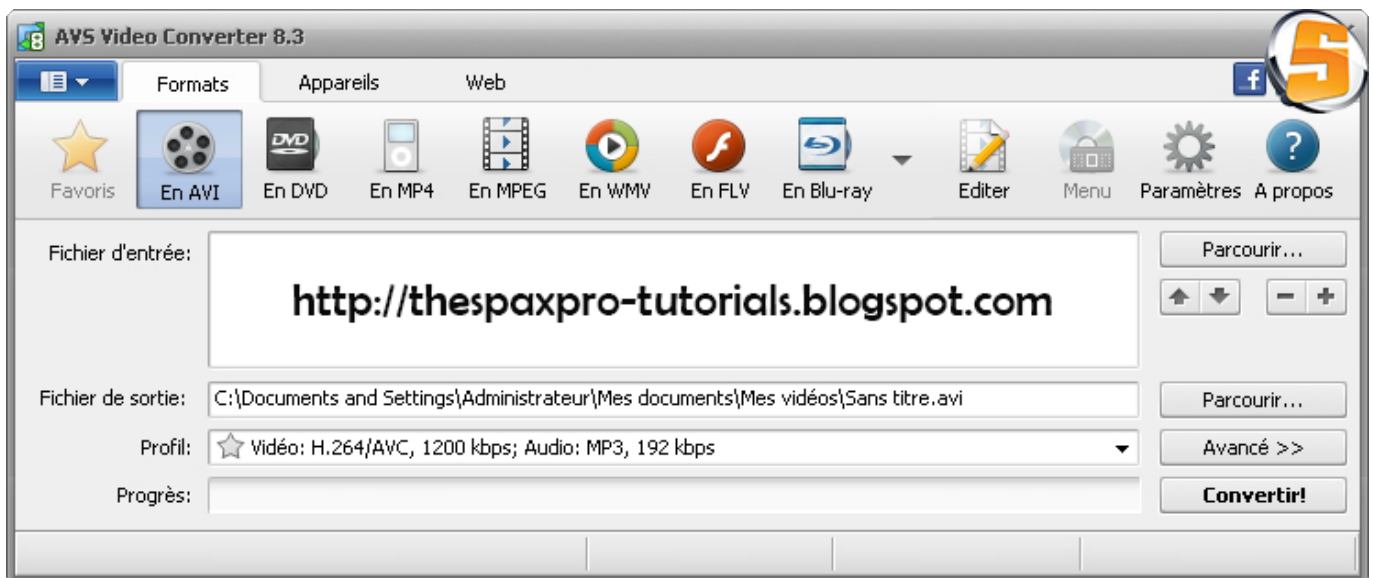 AVS Video Converter 8.3
Formats Appareils Web
Favoris En AVI En DVD En MP4 En MPEG En WMV En FLV En Blu-ray Editer Menu Paramètres A propos
Fichier d'entrée: Parcourir...
http://thespaxpro-tutorials.blogspot.com
Fichier de sortie: C:\Documents and Settings\Administrateur\Mes documents\Mes vidéos\Sans titre.avi Parcourir...
Profil: Vidéo: H.264/AVC, 1200 kbps; Audio: MP3, 192 kbps Avancé >>
Progrès: Convertir!